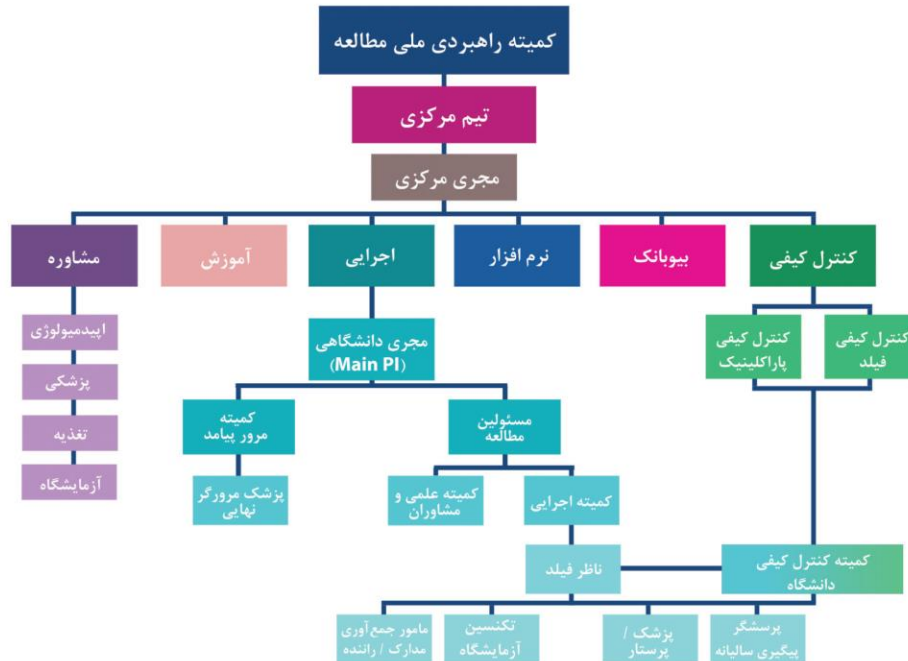 کمیته راهبردی ملی مطالعه
تیم مرکزی
مجری مرکزی
کنترل کیفی
بیوبانک
نرم افزار
اجرایی
آموزش
مشاوره
کنترل کیفی
فیلد
کنترل کیفی
پاراکلینیک
مجری دانشگاهی
(Main PI)
اپیدمیولوژی
پزشکی
تغذیه
آزمایشگاه
مسئولین
مطالعه
کمیته
مرور پیامد
کمیته اجرایی
کمیته علمی و
مشاوران
پزشک مرورگر
نهایی
کمیته کنترل کیفی
دانشگاه
ناظر فیلد
پرسشگر
پیگیری سالیانه
پزشک /
پرستار
تکنسین
آزمایشگاه
مامور جمع‌آوری
مدارک / راننده